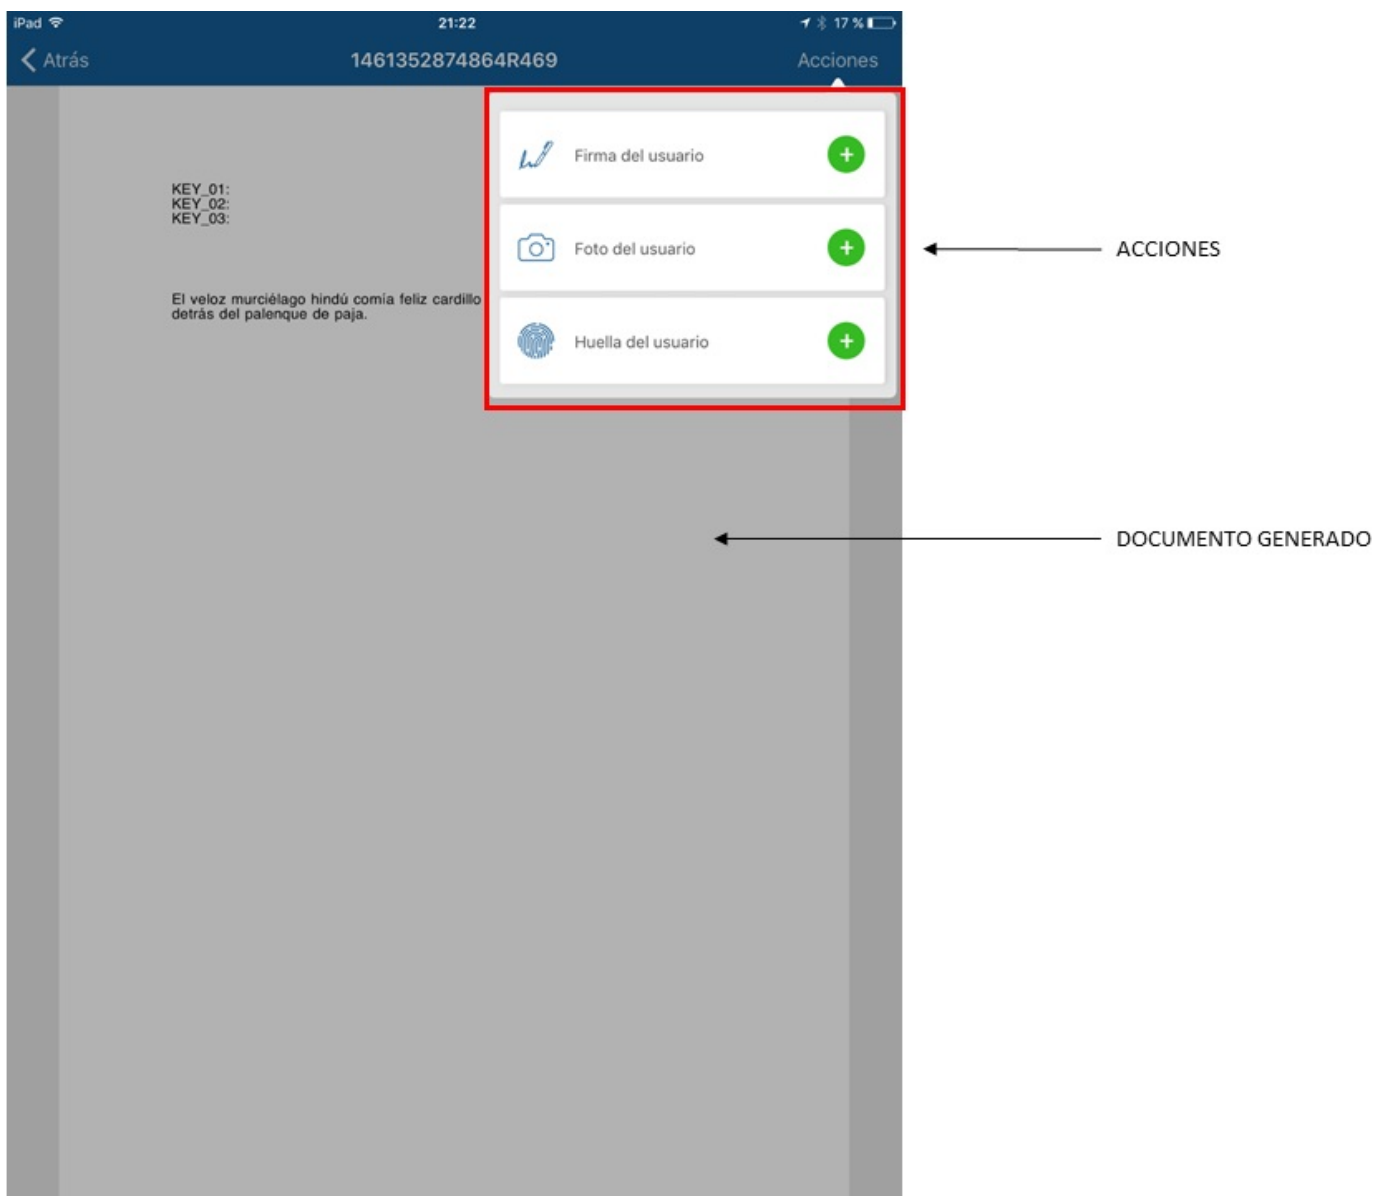 iPad
21:22
17 %
Atrás
1461352874864R469
Acciones
Firma del usuario
KEY_01:
KEY_02:
KEY_03:
Foto del usuario
ACCIONES
El veloz murciélago hindú comía feliz cardillo
detrás del palenque de paja.
Huella del usuario
DOCUMENTO GENERADO